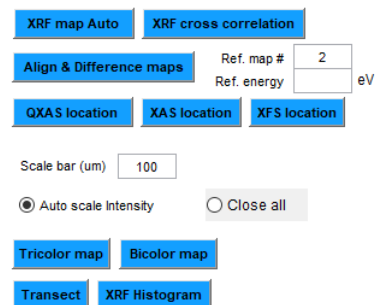 XRF map Auto XRF cross correlation
Align & Difference maps Ref. map # 2
Ref. energy eV
QXAS location XAS location XFS location
Scale bar (um) 100
Auto scale Intensity Close all
Tricolor map Bicolor map
Transect XRF Histogram